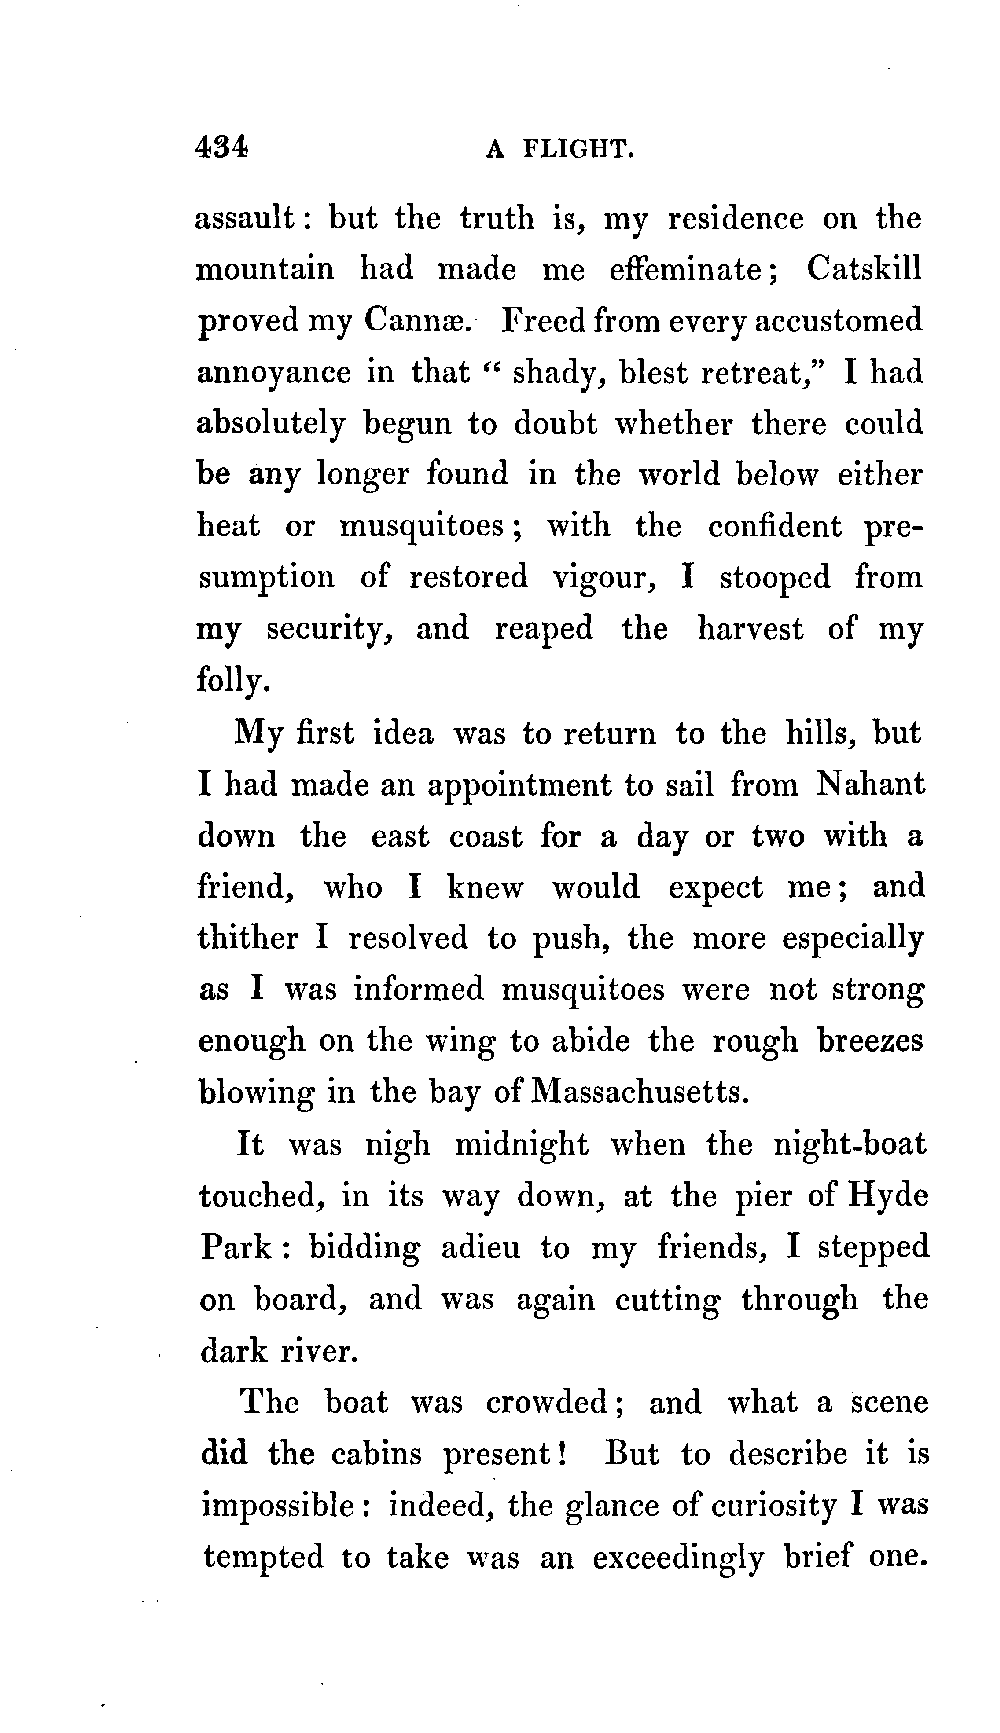 434 A FLIGHT.
assault : but the truth is, my residence on the
mountain had made me effeminate ; Catskill
proved my Cannæ. Freed from every accustomed
annoyance in that “ shady, blest retreat,” I had
absolutely begun to doubt whether there could
be any longer found in the world below either
heat or musquitoes ; with the confident pre-
sumption of restored vigour, I stooped from
my security, and reaped the harvest of my
folly.
My first idea was to return to the hills, but
I had made an appointment to sail from Nahant
down the east coast for a day or two with a
friend, who I knew would expect me ; and
thither I resolved to push, the more especially
as I was informed musquitoes were not strong
enough on the wing to abide the rough breezes
blowing in the bay of Massachusetts.
It was nigh midnight when the night-boat
touched, in its way down, at the pier of Hyde
Park : bidding adieu to my friends, I stepped
on board, and was again cutting through the
dark river.
The boat was crowded ; and what a scene
did the cabins present ! But to describe it is
impossible : indeed, the glance of curiosity I was
tempted to take was an exceedingly brief one.